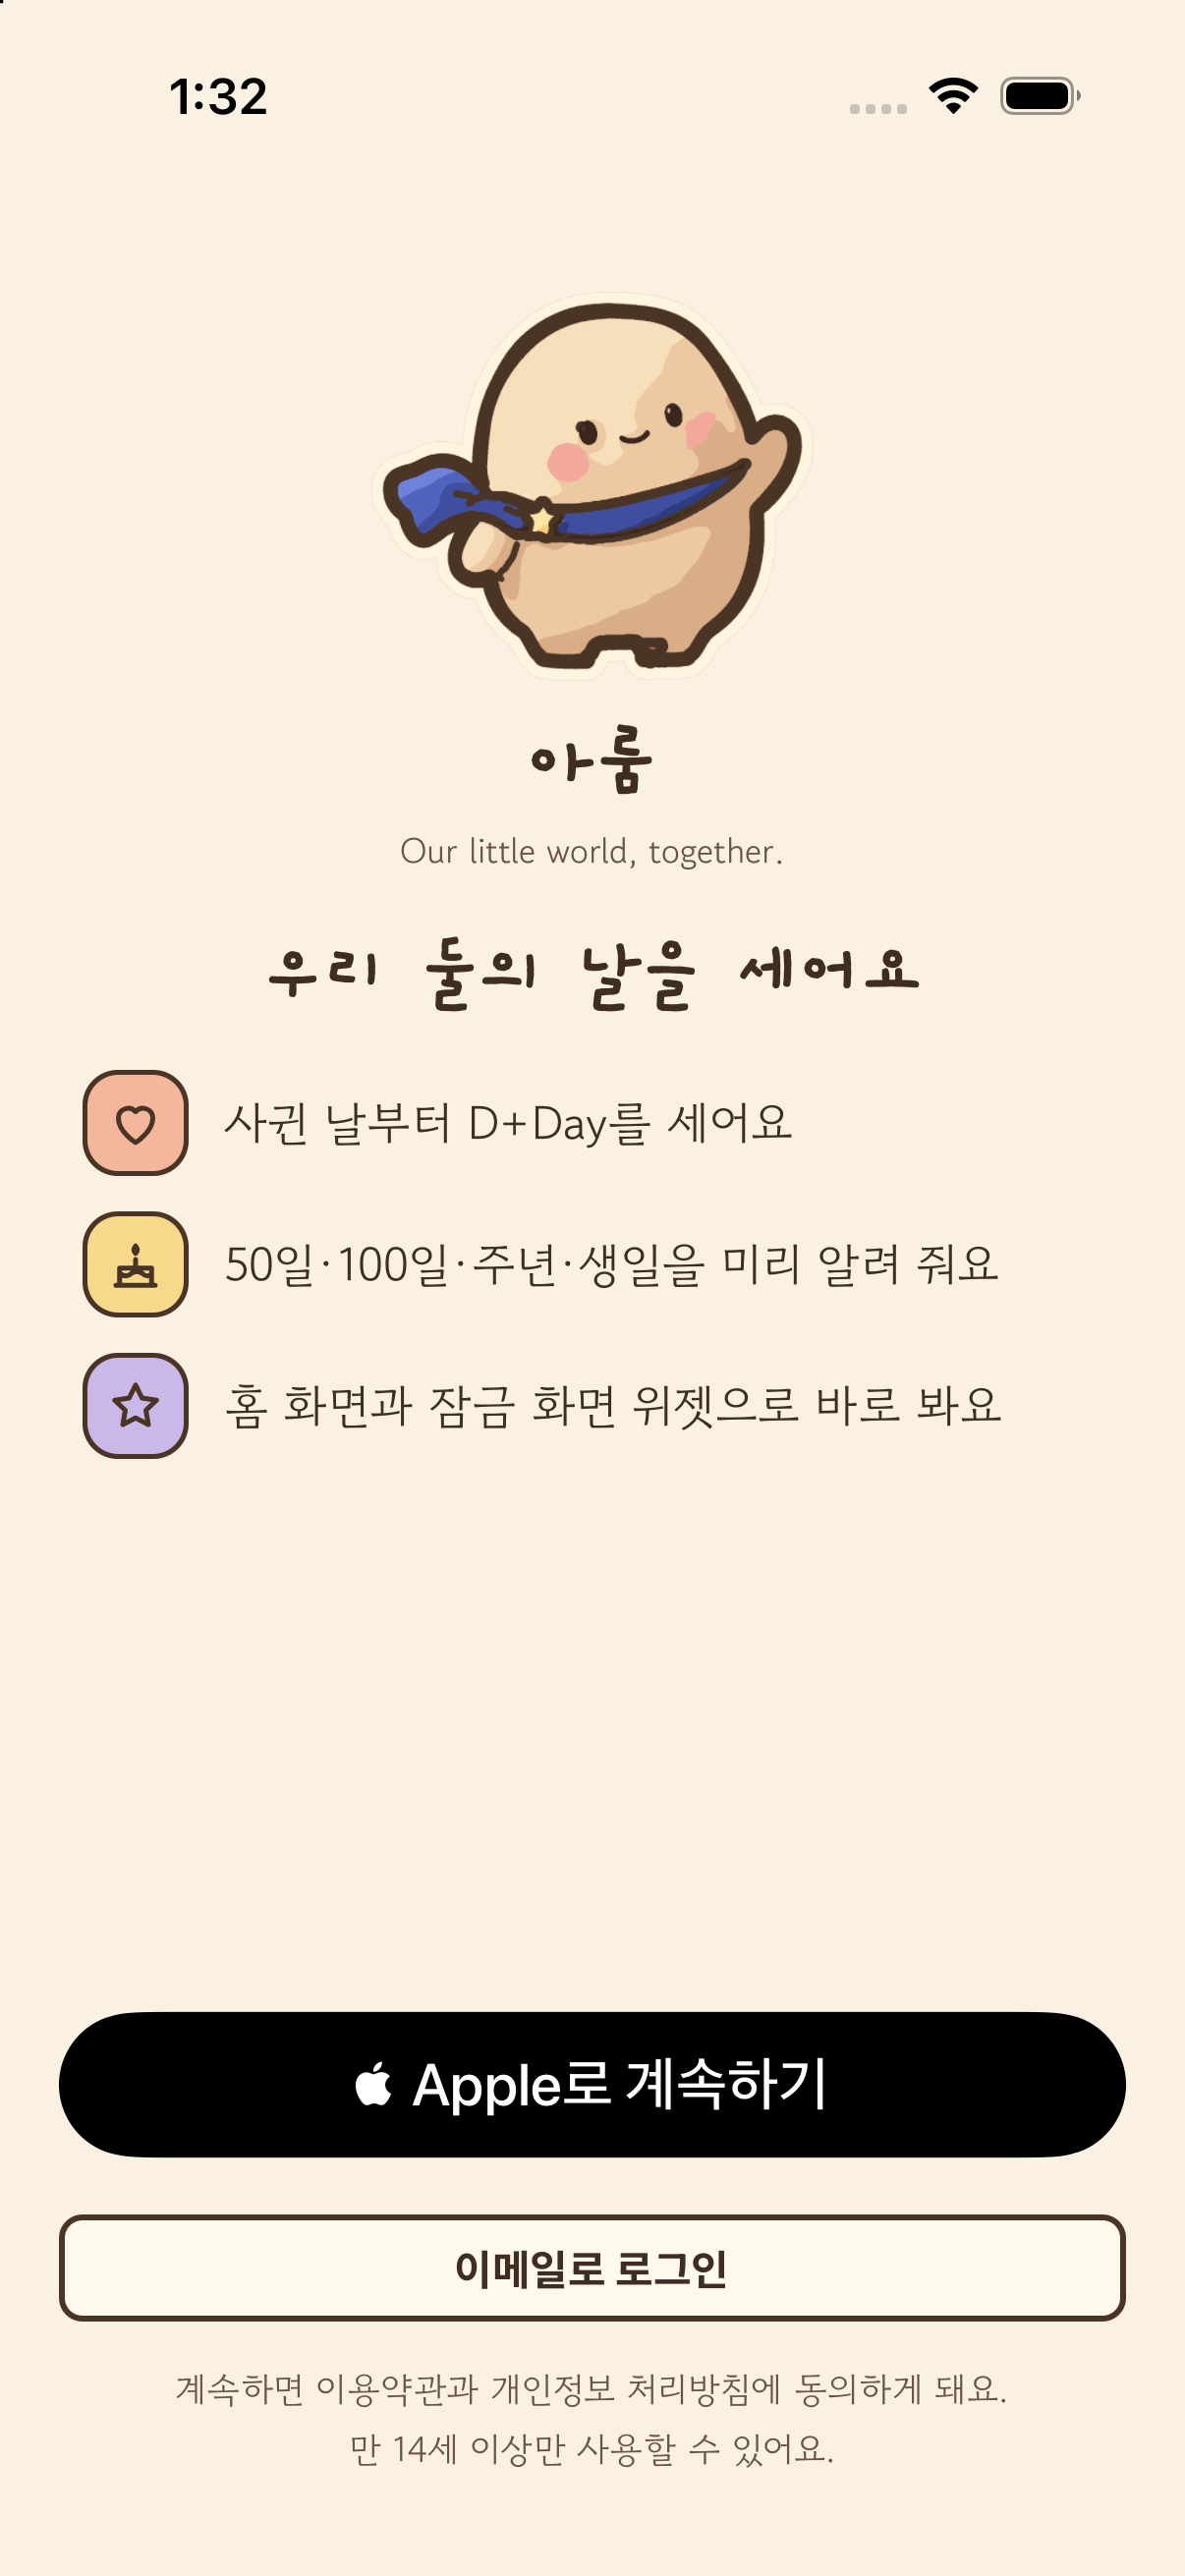 1:32
아룸
Our little world, together.
우리 둘의 날을 세어요
사귄 날부터 D+Day를 세어요
50일·100일·주년·생일을 미리 알려 줘요
홈 화면과 잠금 화면 위젯으로 바로 봐요
Apple로 계속하기
이메일로 로그인
계속하면 이용약관과 개인정보 처리방침에 동의하게 돼요.
만 14세 이상만 사용할 수 있어요.